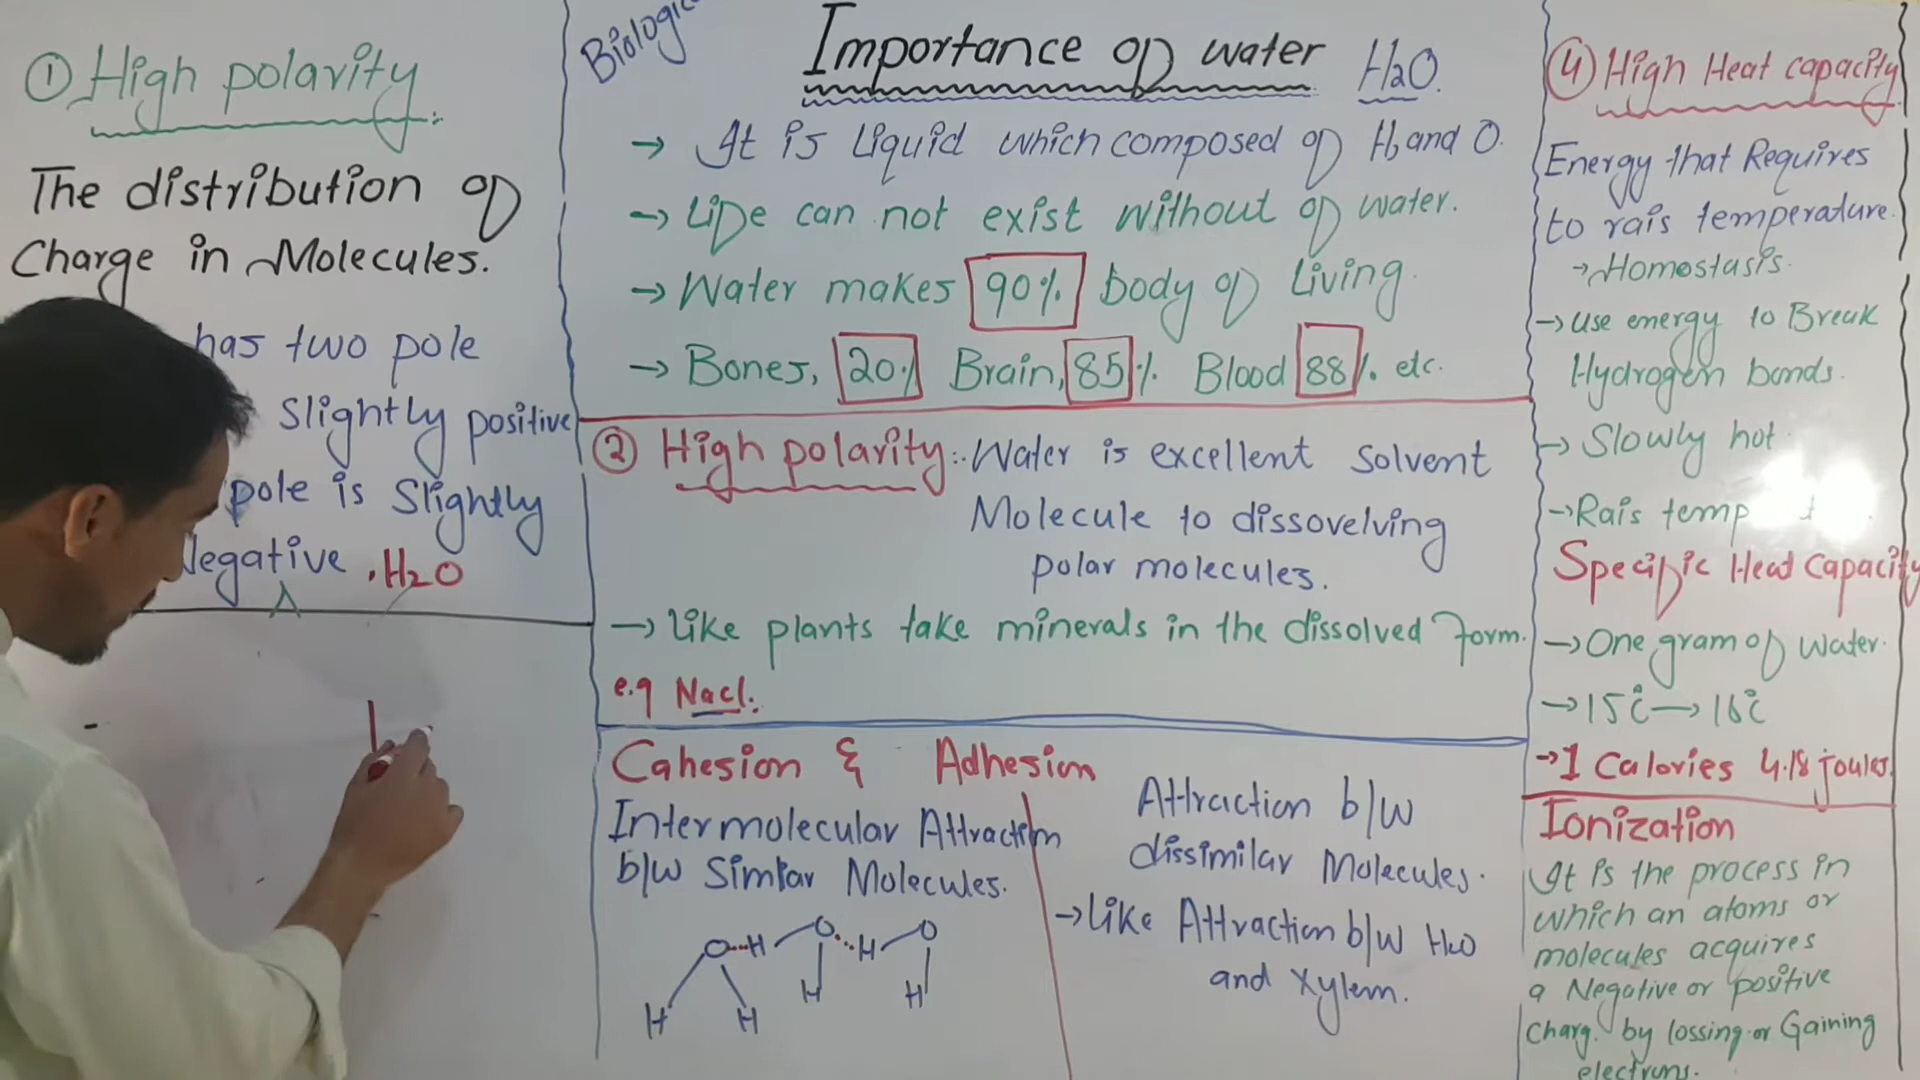 ① High polarity
The distribution of
Charge in Molecules.
has two pole
Slightly positive
pole is Slightly
Negative . H2O
Importance of water H2O.
→ It is Liquid which composed of H2 and O.
→ Life can not exist without of water.
→ Water makes 90% body of Living.
→ Bones, 20% Brain, 85% Blood 88%. etc.
② High polarity:. Water is excellent Solvent
Molecule to dissovelving
polar molecules.
→ Like plants take minerals in the dissolved form.
e.g Nacl.
Cahesion & Adhesion
Intermolecular Attraction
b/w Similar Molecules.
O...H O...H O
H H H H
Attraction b/w
dissimilar Molecules.
→ Like Attraction b/w H2O
and Xylem.
④ High Heat capacity
Energy that Requires
to rais temperature.
→ Homostasis.
→ Use energy to Break
Hydrogen bonds.
→ Slowly hot
→ Rais temp
Specific Head Capacity
→ One gram of Water.
→ 15°c → 16°c
→ 1 Calories 4.18 joules.
Ionization
It is the process in
which an atoms or
molecules acquires
a Negative or positive
Charg. by lossing or Gaining
electruns.